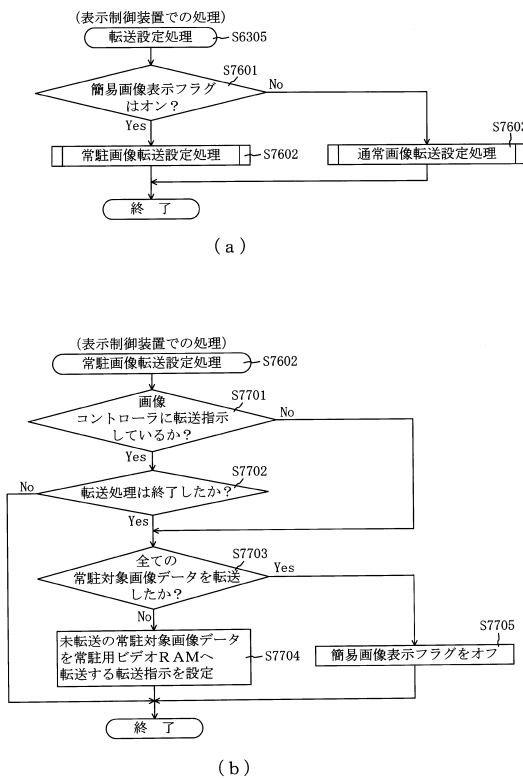 (表示制御装置での処理)
転送設定処理
S6305
S7601
簡易画像表示フラグ
はオン？
No
Yes
S7603
常駐画像転送設定処理
S7602
通常画像転送設定処理
終 了
(a)
(表示制御装置での処理)
常駐画像転送設定処理
S7602
S7701
画像
コントローラに転送指示
しているか？
No
Yes
S7702
転送処理は終了したか？
No
Yes
S7703
全ての
常駐対象画像データを転送
したか？
Yes
No
未転送の常駐対象画像データ
を常駐用ビデオRAMへ
転送する転送指示を設定
S7704
S7705
簡易画像表示フラグをオフ
終 了
(b)